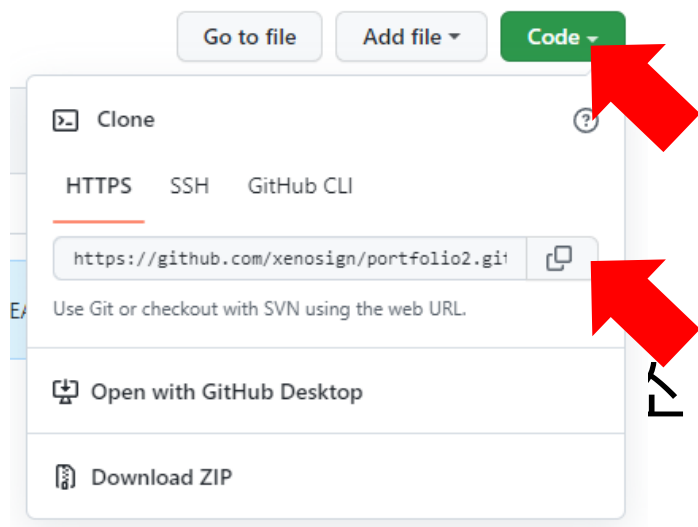 Go to file Add file Code
Clone
HTTPS SSH GitHub CLI
https://github.com/xenosign/portfolio2.git
Use Git or checkout with SVN using the web URL.
Open with GitHub Desktop
Download ZIP